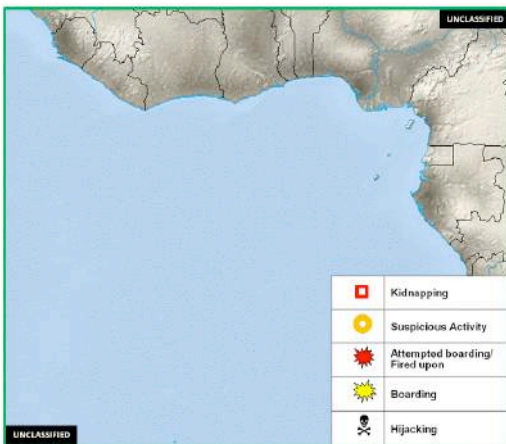 UNCLASSIFIED
Kidnapping
Suspicious Activity
Attempted boarding/
Fired upon
Boarding
Hijacking
UNCLASSIFIED